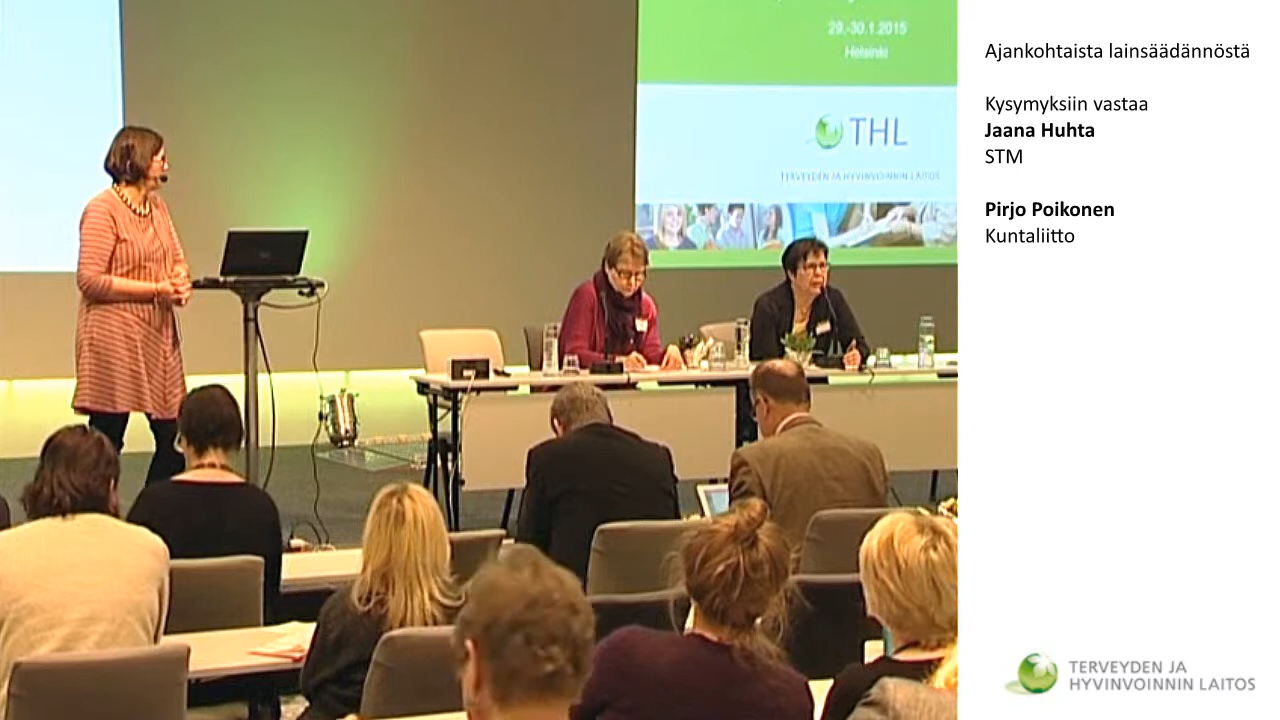 29.-30.1.2015
Helsinki
THL
TERVEYDEN JA HYVINVOINNIN LAITOS
Ajankohtaista lainsäädännöstä
Kysymyksiin vastaa
Jaana Huhta
STM
Pirjo Poikonen
Kuntaliitto
TERVEYDEN JA
HYVINVOINNIN LAITOS